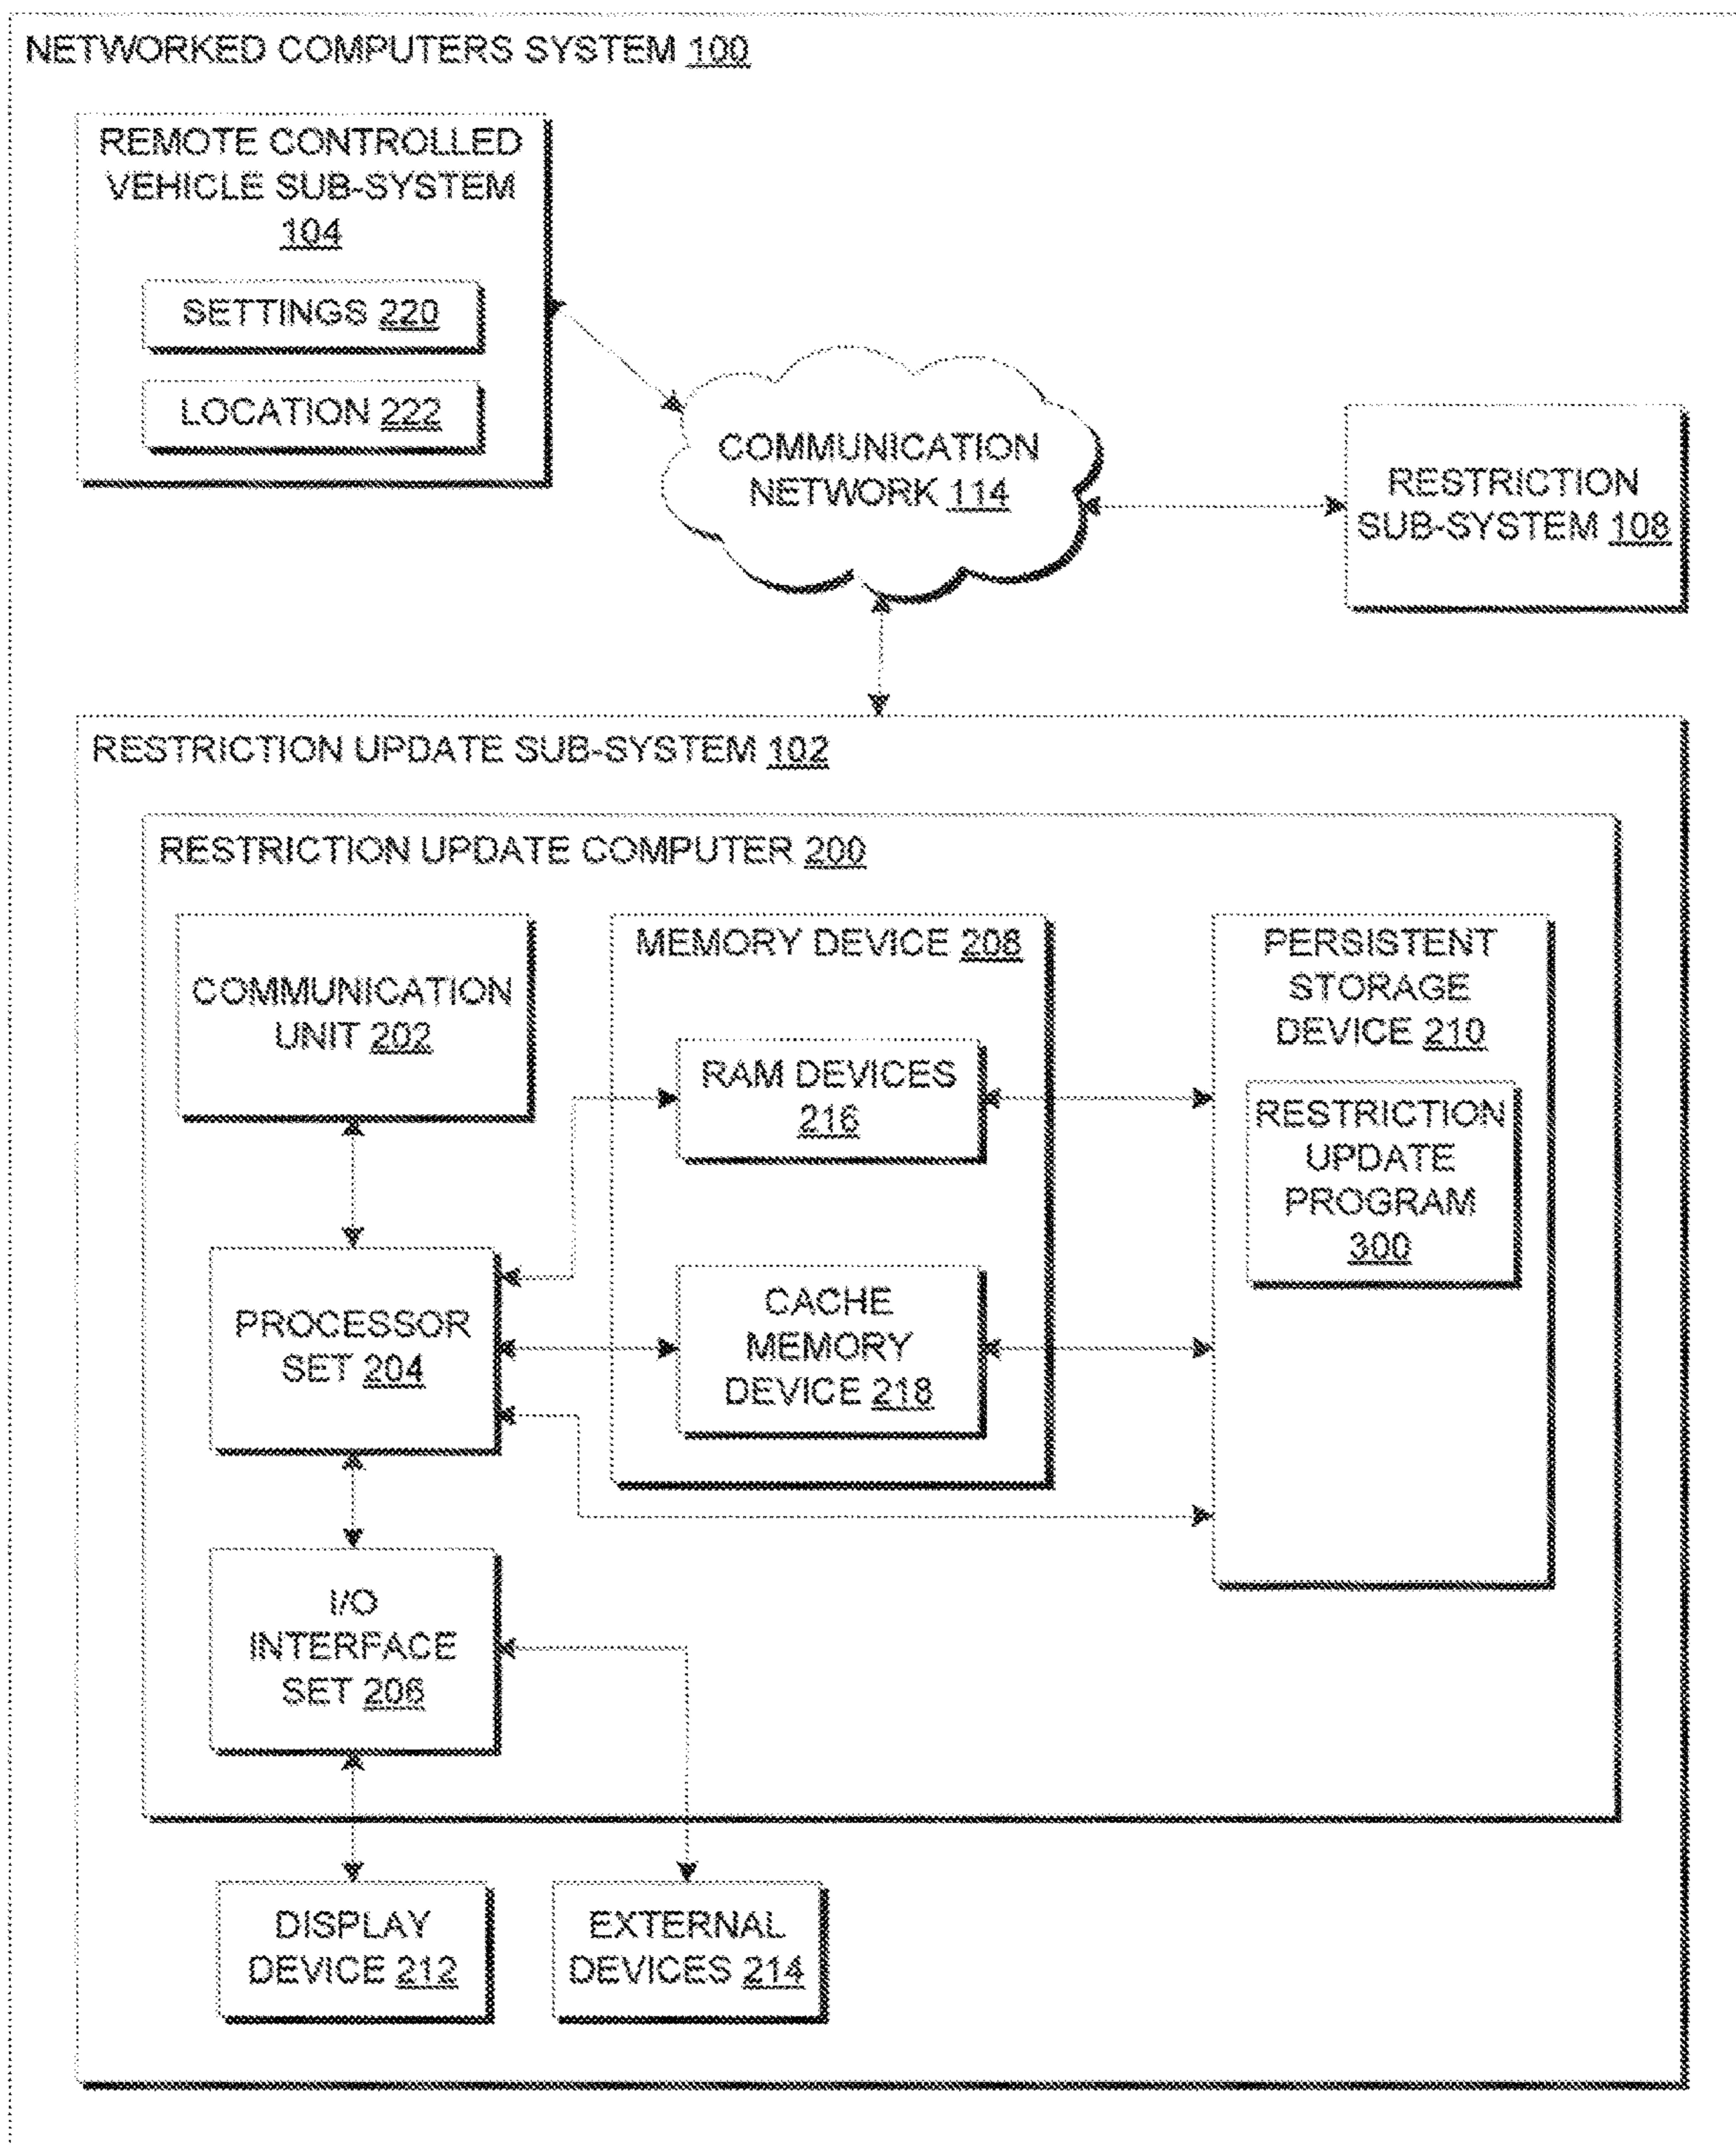 NETWORKED COMPUTERS SYSTEM 100
REMOTE CONTROLLED
VEHICLE SUB-SYSTEM
104
SETTINGS 220
LOCATION 222
COMMUNICATION
NETWORK 114
RESTRICTION
SUB-SYSTEM 108
RESTRICTION UPDATE SUB-SYSTEM 102
RESTRICTION UPDATE COMPUTER 200
COMMUNICATION
UNIT 202
MEMORY DEVICE 208
RAM DEVICES
216
CACHE
MEMORY
DEVICE 218
PERSISTENT
STORAGE
DEVICE 210
RESTRICTION
UPDATE
PROGRAM
300
PROCESSOR
SET 204
I/O
INTERFACE
SET 206
DISPLAY
DEVICE 212
EXTERNAL
DEVICES 214